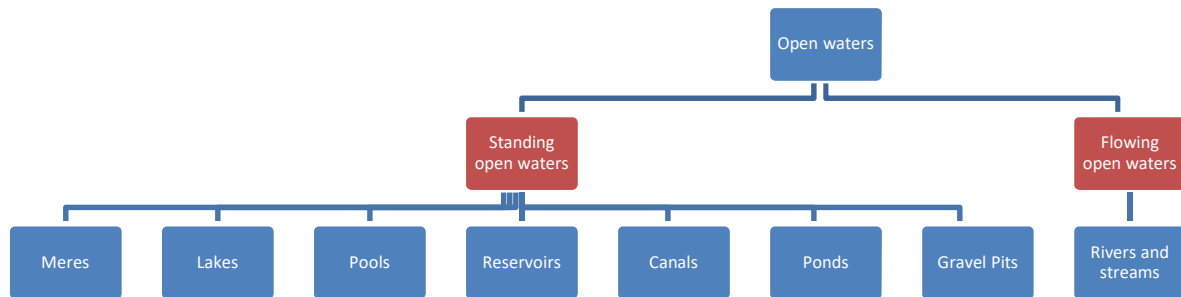 Open waters
Standing
open waters
Flowing
open waters
Meres
Lakes
Pools
Reservoirs
Canals
Ponds
Gravel Pits
Rivers and
streams